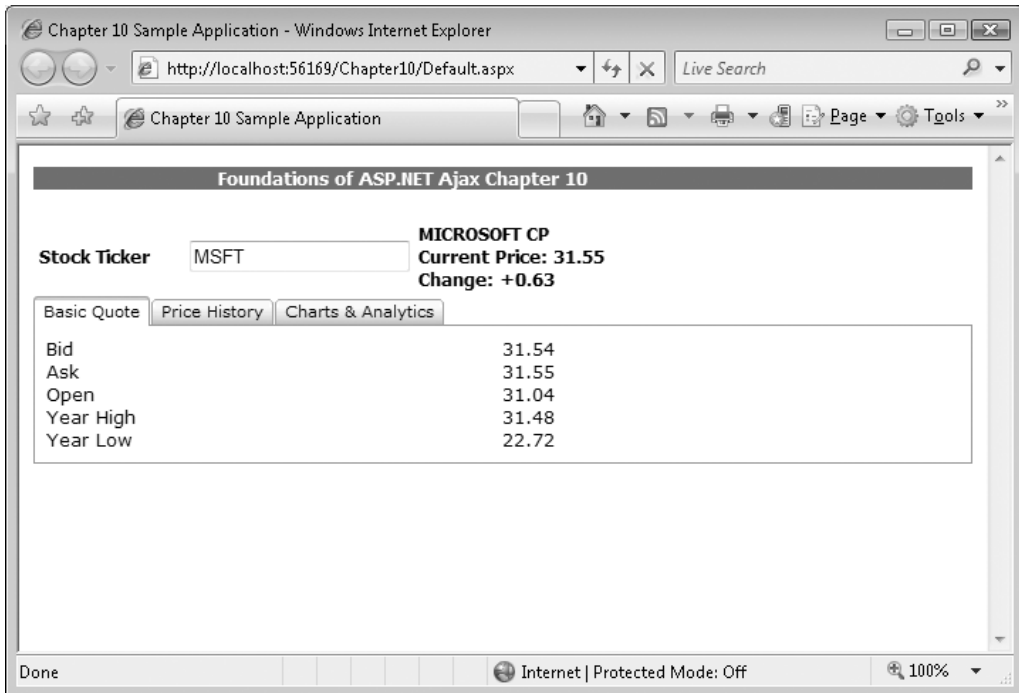 Chapter 10 Sample Application - Windows Internet Explorer
http://localhost:56169/Chapter10/Default.aspx
Live Search
Chapter 10 Sample Application
Page
Tools
Foundations of ASP.NET Ajax Chapter 10
MICROSOFT CP
Stock Ticker MSFT Current Price: 31.55
Change: +0.63
Basic Quote Price History Charts & Analytics
Bid 31.54
Ask 31.55
Open 31.04
Year High 31.48
Year Low 22.72
Done Internet | Protected Mode: Off 100%